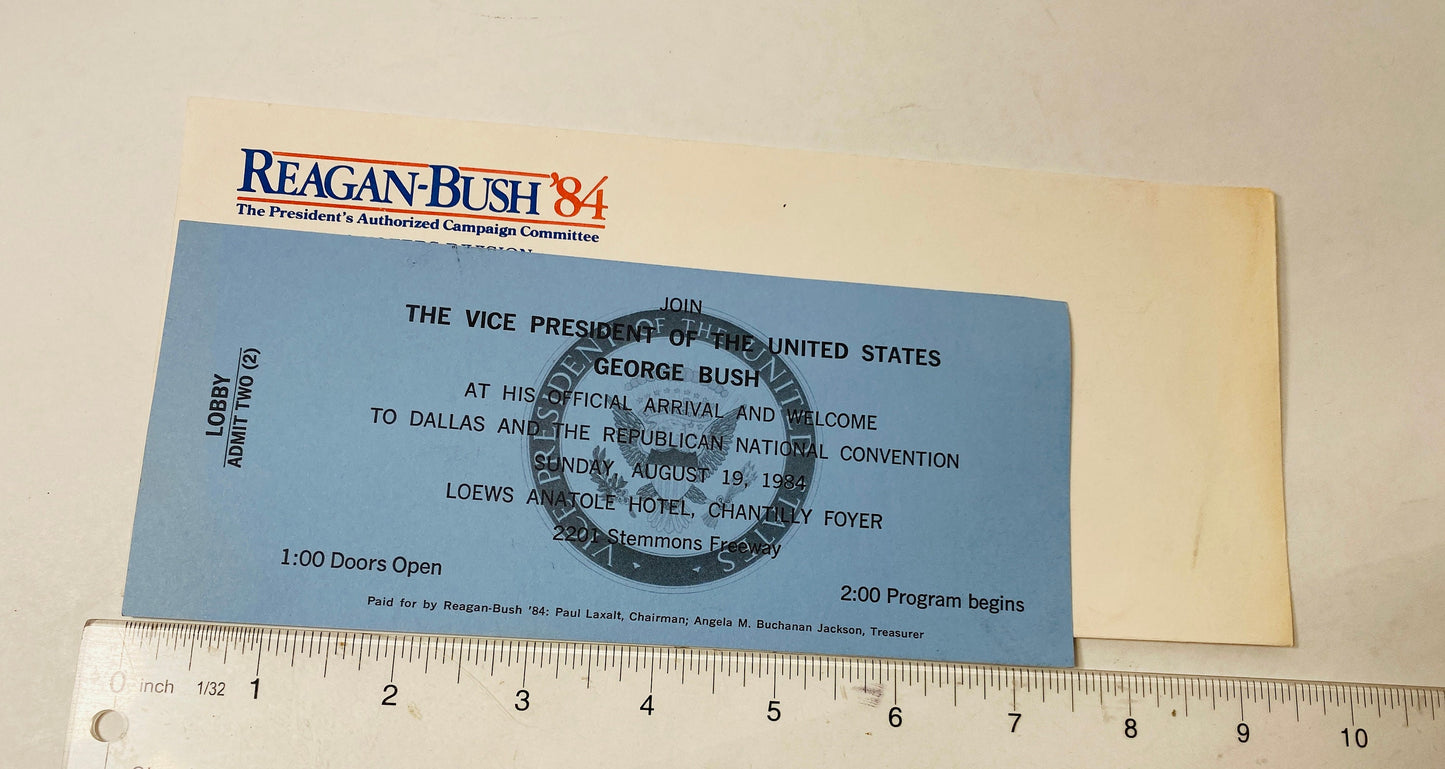 REAGAN-BUSH '84
The President's Authorized Campaign Committee
DIVISION
JOIN
THE VICE PRESIDENT OF THE UNITED STATES
GEORGE BUSH
AT HIS OFFICIAL ARRIVAL AND WELCOME
TO DALLAS AND THE REPUBLICAN NATIONAL CONVENTION
SUNDAY, AUGUST 19, 1984
LOEWS ANATOLE HOTEL, CHANTILLY FOYER
2201 Stemmons Freeway
1:00 Doors Open
2:00 Program begins
Paid for by Reagan-Bush '84: Paul Laxalt, Chairman; Angela M. Buchanan Jackson, Treasurer
LOBBY
ADMIT TWO (2)
VICE PRESIDENT OF THE UNITED STATES
0 inch 1/32 1 2 3 4 5 6 7 8 9 10